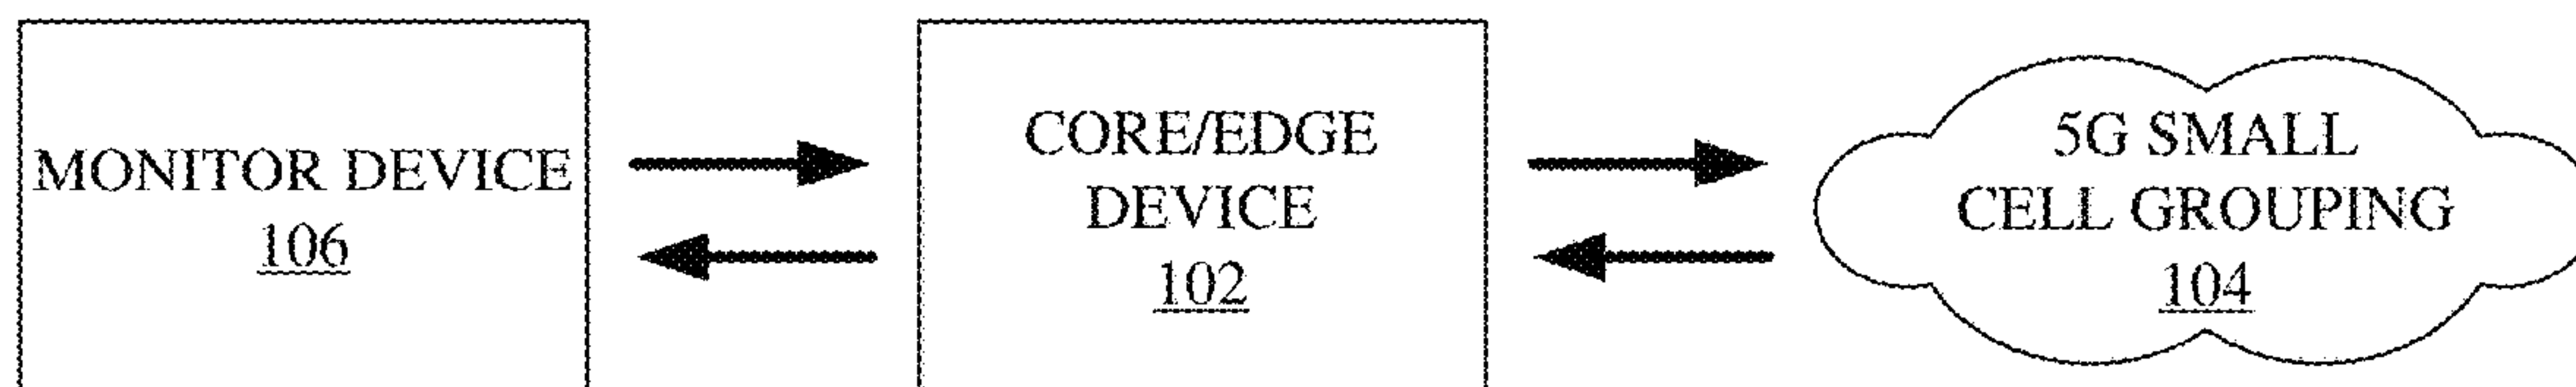 MONITOR DEVICE
106
CORE/EDGE
DEVICE
102
5G SMALL
CELL GROUPING
104